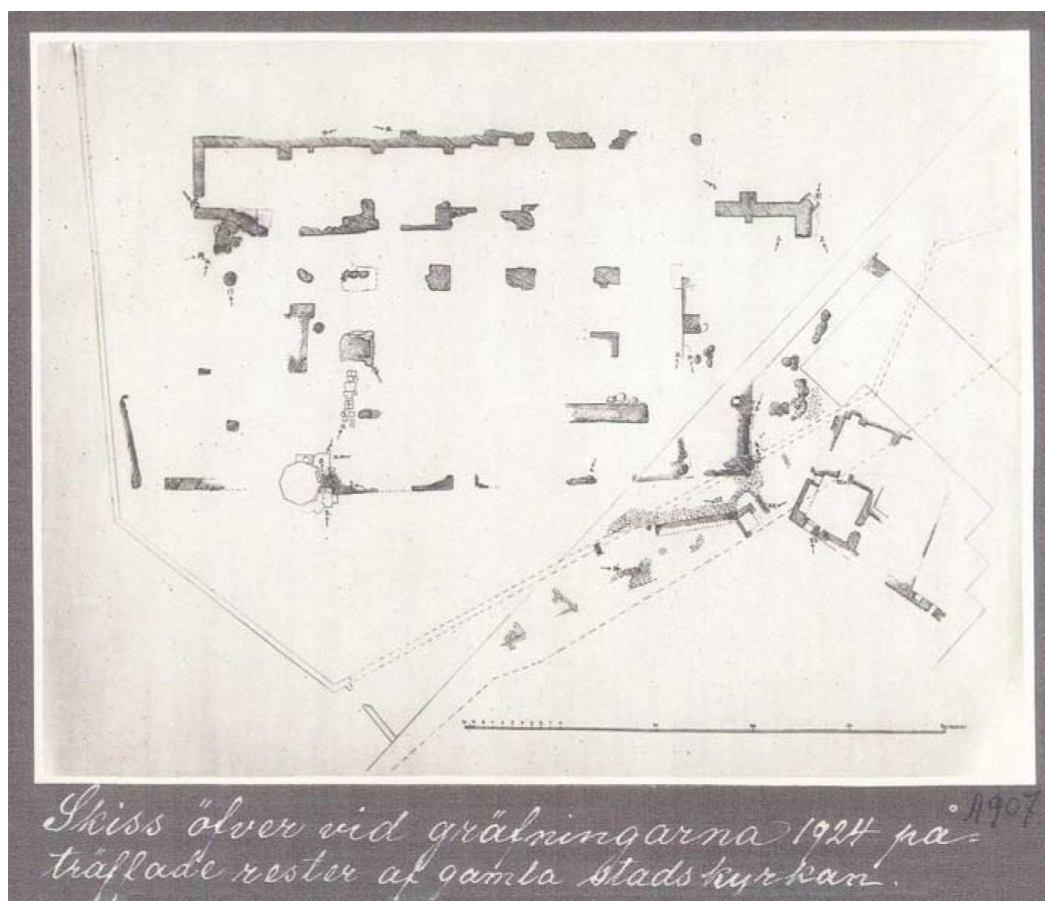 Skiss öfver vid gräfningarna 1924 på=
träffade rester af gamla stadskyrkan.
A907